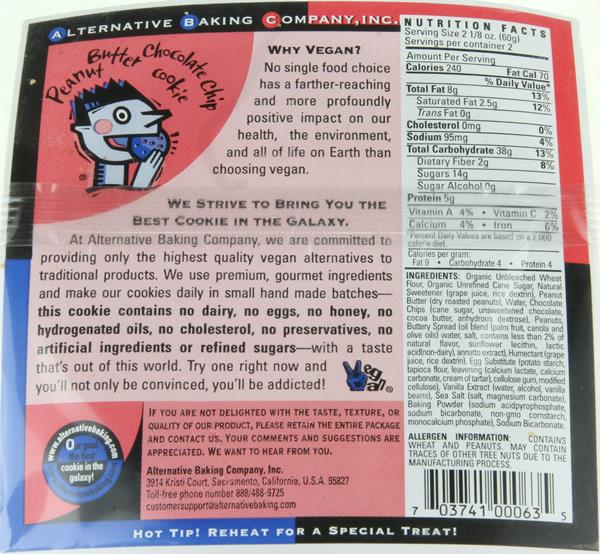 ALTERNATIVE BAKING COMPANY, INC.
Peanut Butter Chocolate Chip
cookie
®
WHY VEGAN?
No single food choice
has a farther-reaching
and more profoundly
positive impact on our
health, the environment,
and all of life on Earth than
choosing vegan.
WE STRIVE TO BRING YOU THE
BEST COOKIE IN THE GALAXY.
At Alternative Baking Company, we are committed to
providing only the highest quality vegan alternatives to
traditional products. We use premium, gourmet ingredients
and make our cookies daily in small hand made batches—
this cookie contains no dairy, no eggs, no honey, no
hydrogenated oils, no cholesterol, no preservatives, no
artificial ingredients or refined sugars—with a taste
that's out of this world. Try one right now and
you'll not only be convinced, you'll be addicted!
Vegan ®
www.alternativebaking.com
Our goal,
the best
cookie in the
galaxy!
IF YOU ARE NOT DELIGHTED WITH THE TASTE, TEXTURE, OR
QUALITY OF OUR PRODUCT, PLEASE RETAIN THE ENTIRE PACKAGE
AND CONTACT US. YOUR COMMENTS AND SUGGESTIONS ARE
APPRECIATED. WE WANT TO HEAR FROM YOU.
Alternative Baking Company, Inc.
3914 Kristi Court, Sacramento, California, U.S.A. 95827
Toll-free phone number 888/488-9725
customersupport@alternativebaking.com
HOT TIP! REHEAT FOR A SPECIAL TREAT!
NUTRITION FACTS
Serving Size 2 1/8 oz. (60g)
Servings per container 2
Amount Per Serving
Calories 240 Fat Cal 70
% Daily Value*
Total Fat 8g 13%
Saturated Fat 2.5g 12%
Trans Fat 0g
Cholesterol 0mg 0%
Sodium 95mg 4%
Total Carbohydrate 38g 13%
Dietary Fiber 2g 8%
Sugars 14g
Sugar Alcohol 0g
Protein 5g
Vitamin A 4% • Vitamin C 2%
Calcium 4% • Iron 6%
*Percent Daily Values are based on a 2,000
calorie diet.
Calories per gram:
Fat 9 • Carbohydrate 4 • Protein 4
INGREDIENTS: Organic Unbleached Wheat
Flour, Organic Unrefined Cane Sugar, Natural
Sweetener (grape juice, rice dextrin), Peanut
Butter (dry roasted peanuts), Water, Chocolate
Chips (cane sugar, unsweetened chocolate,
cocoa butter, anhydrous dextrose), Peanuts,
Buttery Spread (oil blend (palm fruit, canola and
olive oils) water, salt, contains less than 2% of
natural flavor, sunflower lecithin, lactic
acid(non-dairy), annatto extract), Humectant (grape
juice, rice dextrin), Egg Substitute (potato starch,
tapioca flour, leavening (calcium lactate, calcium
carbonate, cream of tartar), cellulose gum, modified
cellulose), Vanilla Extract (water, alcohol, vanilla
beans), Sea Salt (salt, magnesium carbonate),
Baking Powder (sodium acidpyrophosphate,
sodium bicarbonate, non-gmo cornstarch,
monocalcium phosphate), Sodium Bicarbonate.
ALLERGEN INFORMATION: CONTAINS
WHEAT AND PEANUTS. MAY CONTAIN
TRACES OF OTHER TREE NUTS DUE TO THE
MANUFACTURING PROCESS.
7 03741 00063 5